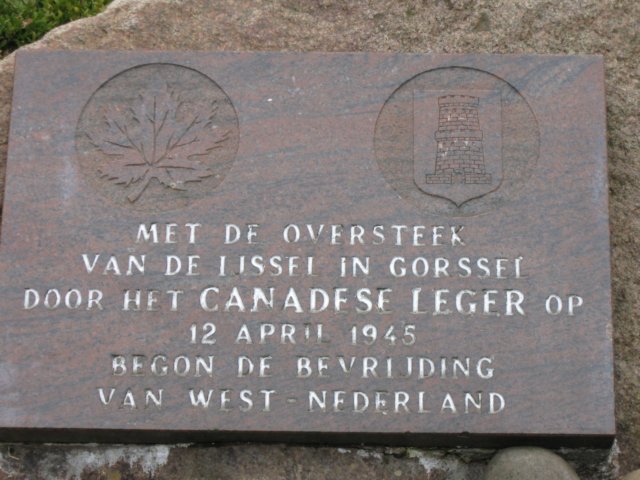 MET DE OVERSTEEK
VAN DE IJSSEL IN GORSSEL
DOOR HET CANADESE LEGER OP
12 APRIL 1945
BEGON DE BEVRIJDING
VAN WEST-NEDERLAND